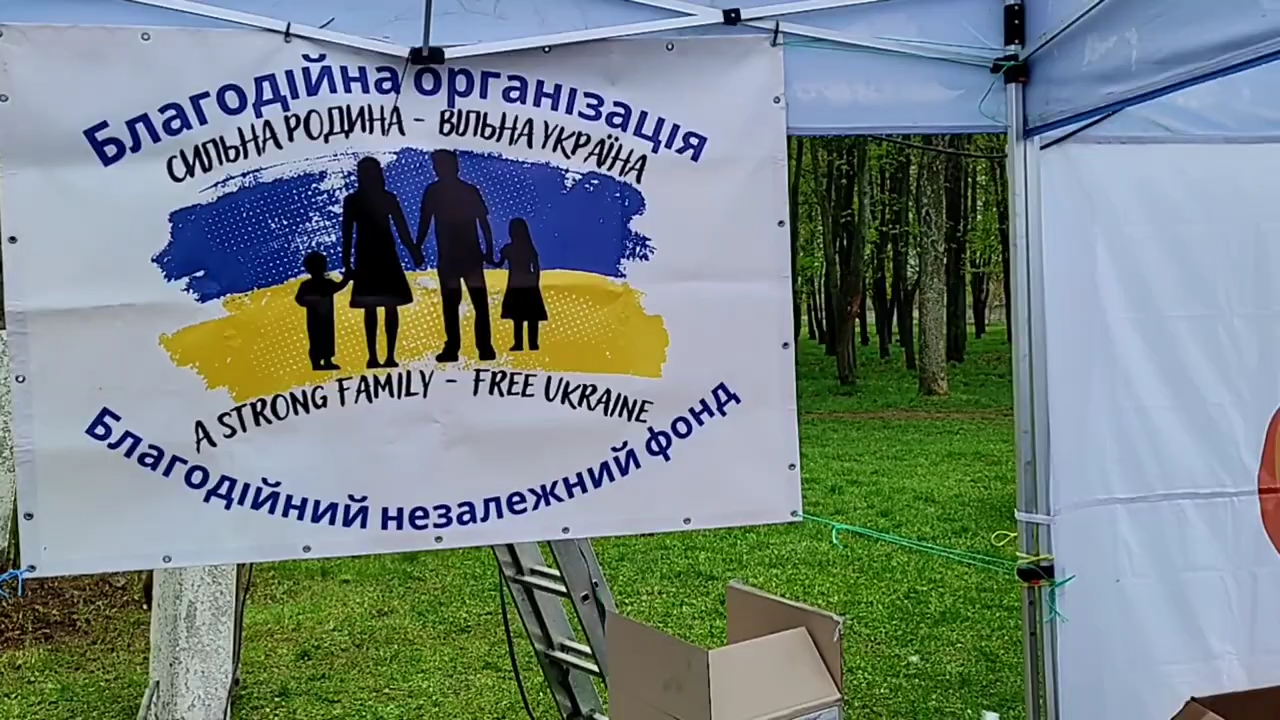 Благодійна організація
СИЛЬНА РОДИНА - ВІЛЬНА УКРАЇНА
A STRONG FAMILY - FREE UKRAINE
Благодійний незалежний фонд